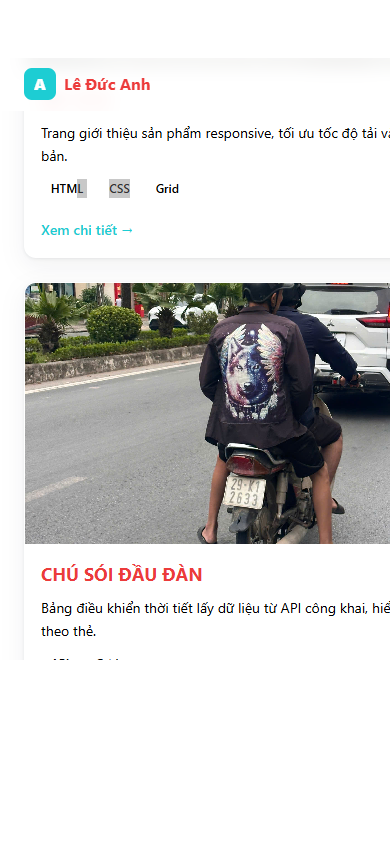 A Lê Đức Anh
Trang giới thiệu sản phẩm responsive, tối ưu tốc độ tải
bản.
HTML CSS Grid
Xem chi tiết →
29-K1
2633
CHÚ SÓI ĐẦU ĐÀN
Bảng điều khiển thời tiết lấy dữ liệu từ API công khai,
theo thẻ.